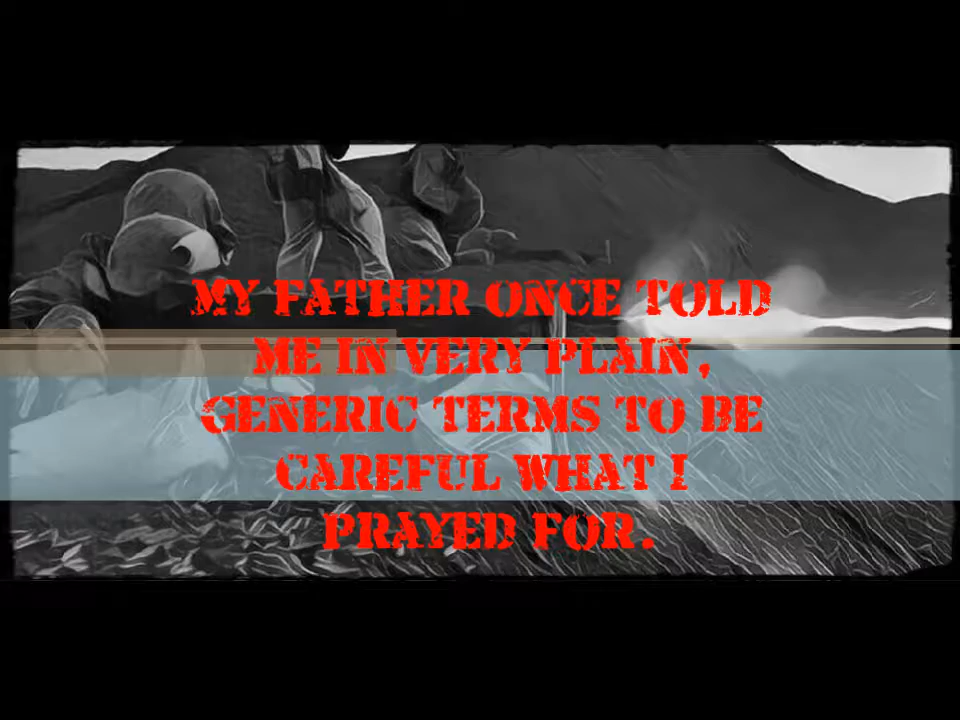 MY FATHER ONCE TOLD
ME IN VERY PLAIN,
GENERIC TERMS TO BE
CAREFUL WHAT I
PRAYED FOR.